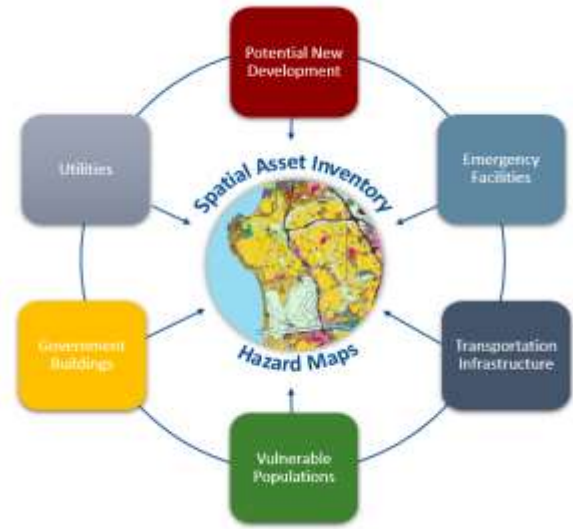 Potential New
Development
Utilities
Emergency
Facilities
Spatial Asset Inventory
Government
Buildings
Hazard Maps
Transportation
Infrastructure
Vulnerable
Populations